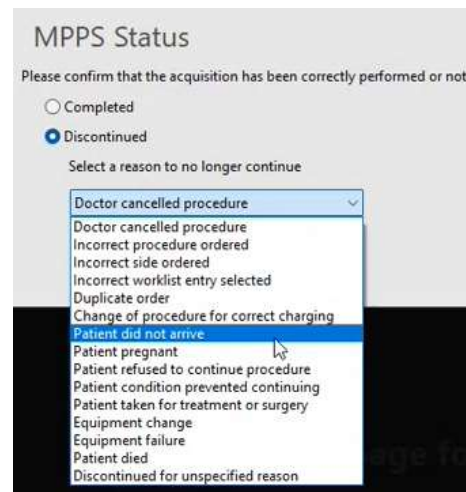 MPPS Status
Please confirm that the acquisition has been correctly performed or not
Completed
Discontinued
Select a reason to no longer continue
Doctor cancelled procedure
Doctor cancelled procedure
Incorrect procedure ordered
Incorrect side ordered
Incorrect worklist entry selected
Duplicate order
Change of procedure for correct charging
Patient did not arrive
Patient pregnant
Patient refused to continue procedure
Patient condition prevented continuing
Patient taken for treatment or surgery
Equipment change
Equipment failure
Patient died
Discontinued for unspecified reason